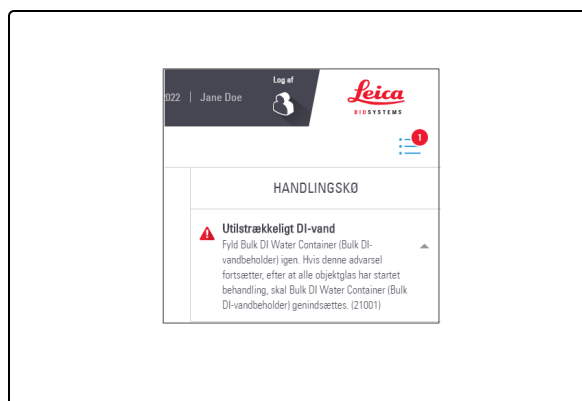 Log af
022 | Jane Doe
Leica
BIOSYSTEMS
1
HANDLINGSKØ
Utilstrækkeligt DI-vand
Fyld Bulk DI Water Container (Bulk DI-
vandbeholder) igen. Hvis denne advarsel
fortsætter, efter at alle objektglas har startet
behandling, skal Bulk DI Water Container (Bulk
DI-vandbeholder) genindsættes. (21001)